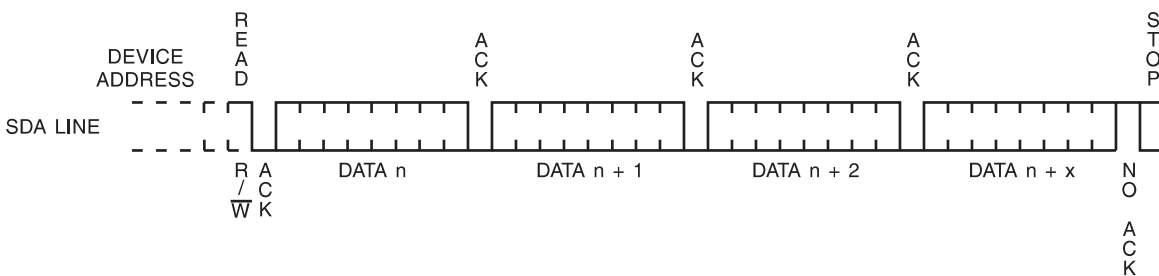 READ
ACK
ACK
ACK
STOP
DEVICE
ADDRESS
SDA LINE
R/W
ACK
DATA n
DATA n + 1
DATA n + 2
DATA n + x
NO ACK